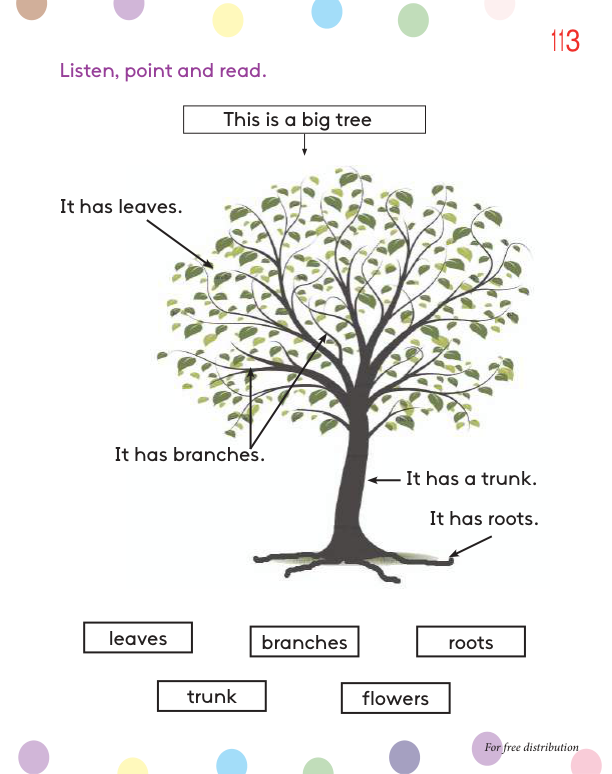 113
Listen, point and read.
This is a big tree
It has leaves.
It has branches.
It has a trunk.
It has roots.
leaves
branches
roots
trunk
flowers
For free distribution